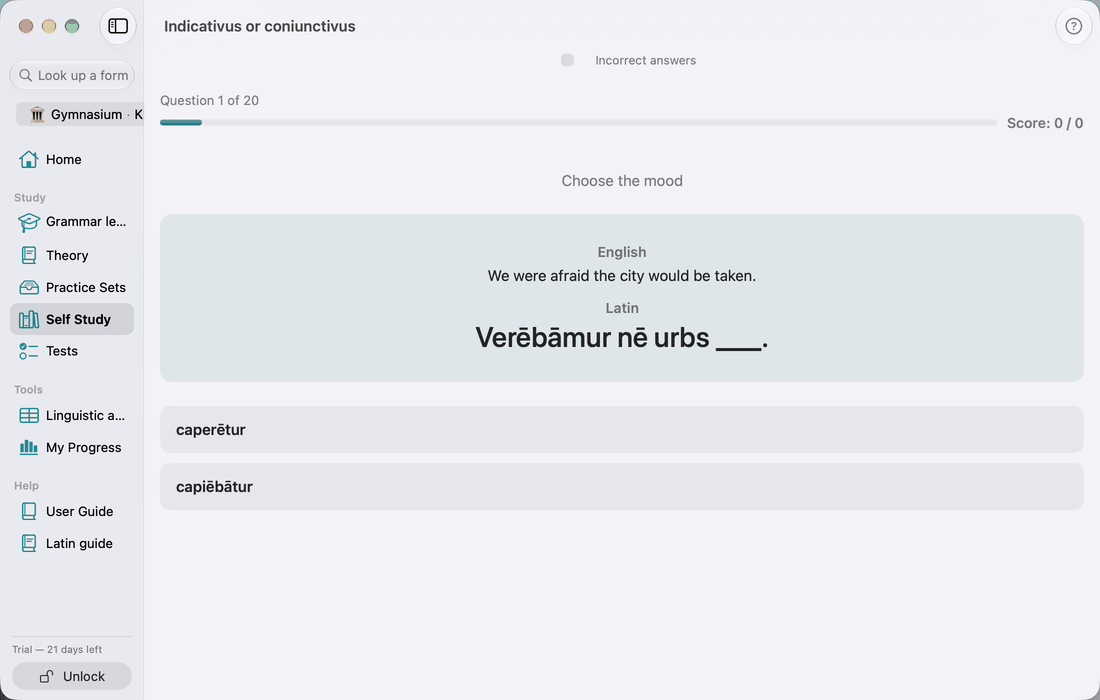 Indicativus or coniunctivus
Look up a form
Gymnasium · K
Home
Study
Grammar le...
Theory
Practice Sets
Self Study
Tests
Tools
Linguistic a...
My Progress
Help
User Guide
Latin guide
Trial — 21 days left
Unlock
Incorrect answers
Question 1 of 20
Score: 0 / 0
Choose the mood
English
We were afraid the city would be taken.
Latin
Verēbāmur nē urbs ____.
caperētur
capiēbātur